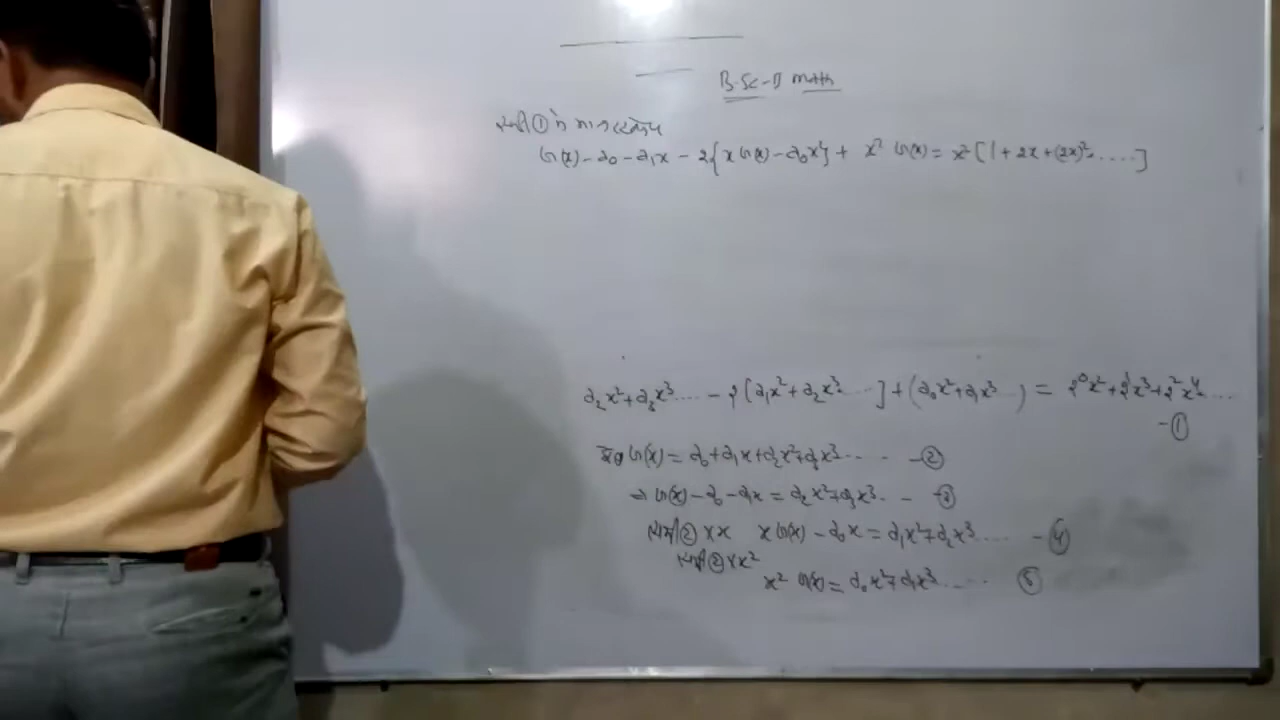 B.Sc-II Math
समी ① में मान रखने पर
G(x) - a₀ - a₁x - 2{x G(x) - a₀x} + x² G(x) = x² [1 + 2x + (2x)² .....]
a₂x² + a₃x³ .... - 2[a₁x² + a₂x³ ....] + (a₀x² + a₁x³ ...) = 2⁰x² + 2¹x³ + 2²x⁴ ....
-①
G(x) = a₀ + a₁x + a₂x² + a₃x³ .... -②
⇒ G(x) - a₀ - a₁x = a₂x² + a₃x³ .. -③
समी② × x x G(x) - a₀x = a₁x² + a₂x³ .... -④
समी② × x²
x² G(x) = a₀x² + a₁x³ ..... ⑤